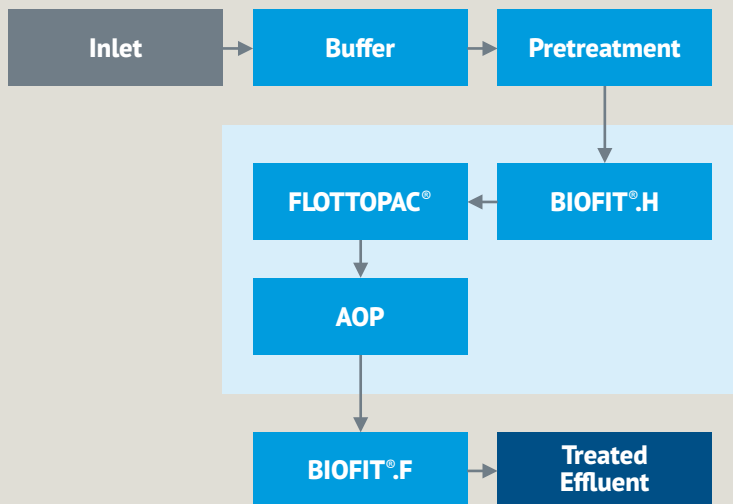 Inlet
Buffer
Pretreatment
FLOTTOPAC®
BIOFIT®.H
AOP
BIOFIT®.F
Treated
Effluent